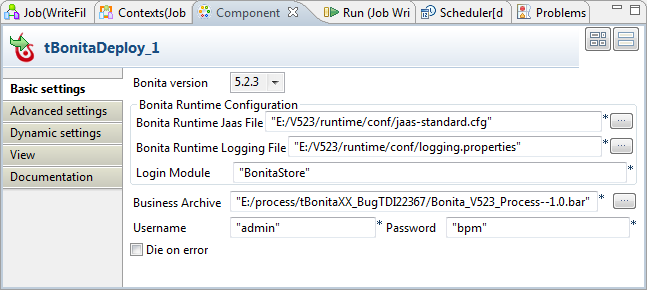 Job(WriteFil Contexts(Job Component Run (Job Wri Scheduler[d Problems
tBonitaDeploy_1
Basic settings
Advanced settings
Dynamic settings
View
Documentation
Bonita version 5.2.3
Bonita Runtime Configuration
Bonita Runtime Jaas File "E:/V523/runtime/conf/jaas-standard.cfg" * ...
Bonita Runtime Logging File "E:/V523/runtime/conf/logging.properties" * ...
Login Module "BonitaStore" *
Business Archive "E:/process/tBonitaXX_BugTDI22367/Bonita_V523_Process--1.0.bar" * ...
Username "admin" * Password "bpm" *
Die on error